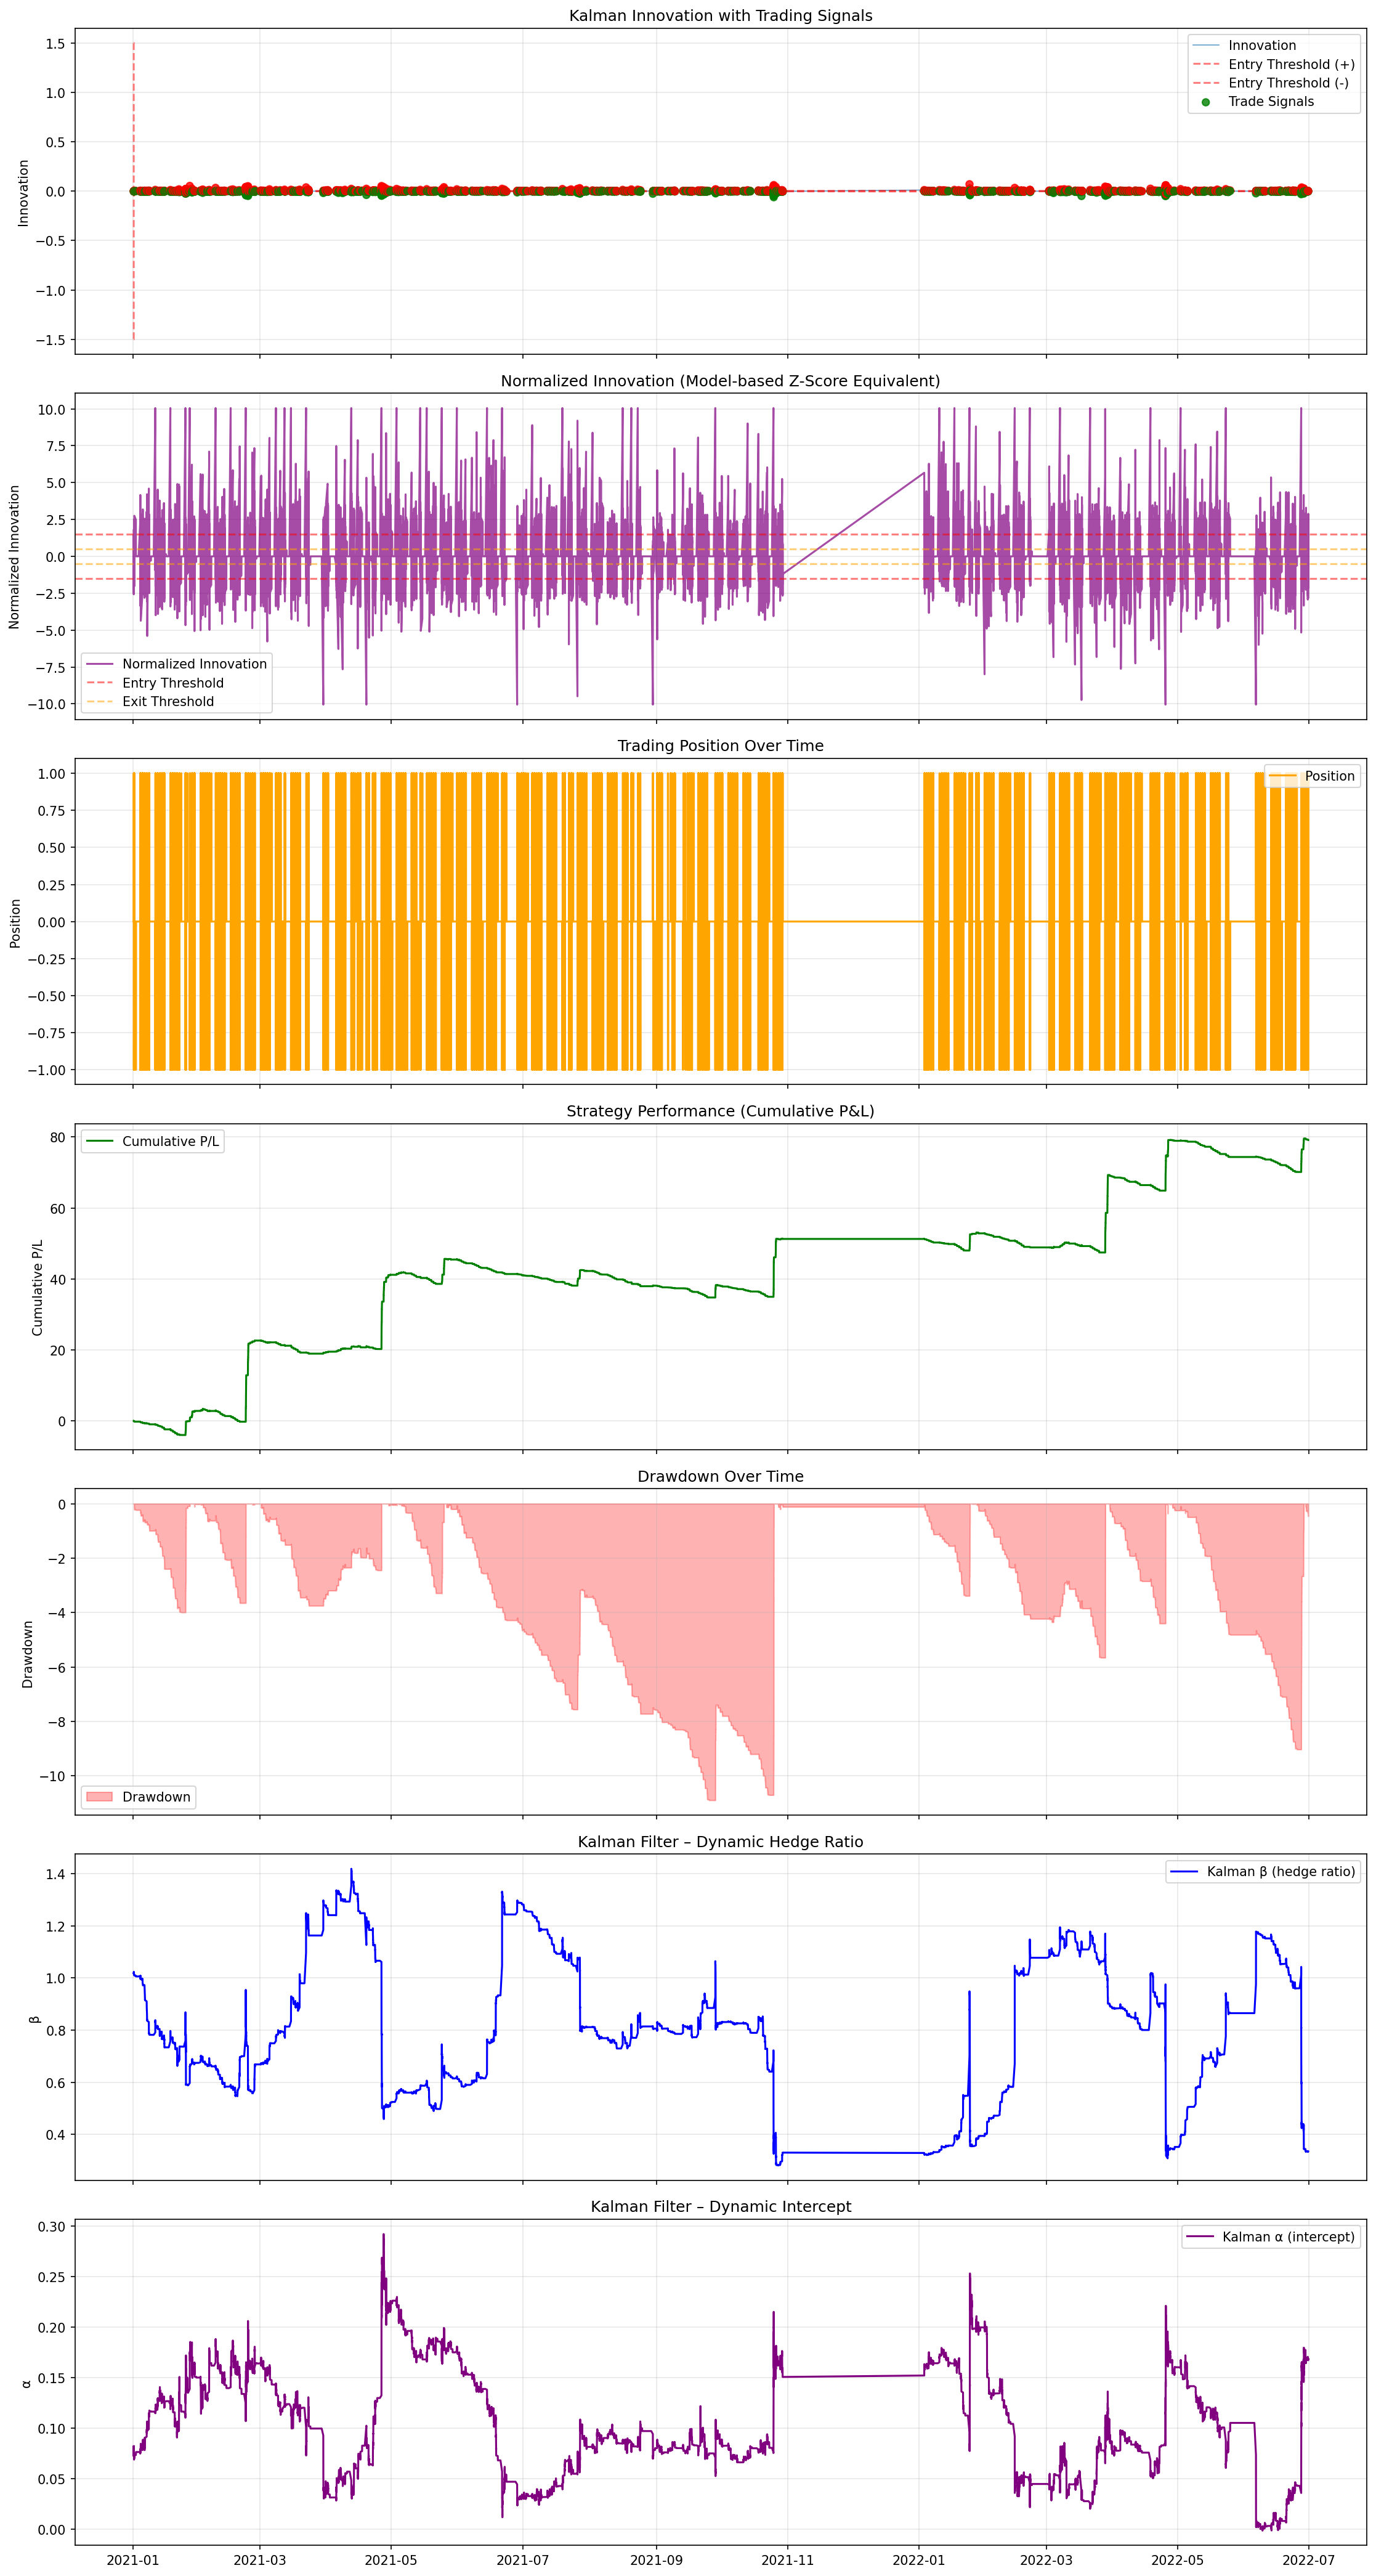 Kalman Innovation with Trading Signals
1.5
1.0
0.5
0.0
−0.5
−1.0
−1.5
Innovation
Innovation
Entry Threshold (+)
Entry Threshold (-)
Trade Signals
Normalized Innovation (Model-based Z-Score Equivalent)
10.0
7.5
5.0
2.5
0.0
−2.5
−5.0
−7.5
−10.0
Normalized Innovation
Normalized Innovation
Entry Threshold
Exit Threshold
Trading Position Over Time
1.00
0.75
0.50
0.25
0.00
−0.25
−0.50
−0.75
−1.00
Position
Position
Strategy Performance (Cumulative P&L)
80
60
40
20
0
Cumulative P/L
Cumulative P/L
Drawdown Over Time
0
−2
−4
−6
−8
−10
Drawdown
Drawdown
Kalman Filter – Dynamic Hedge Ratio
1.4
1.2
1.0
0.8
0.6
0.4
β
Kalman β (hedge ratio)
Kalman Filter – Dynamic Intercept
0.30
0.25
0.20
0.15
0.10
0.05
0.00
α
Kalman α (intercept)
2021-01 2021-03 2021-05 2021-07 2021-09 2021-11 2022-01 2022-03 2022-05 2022-07